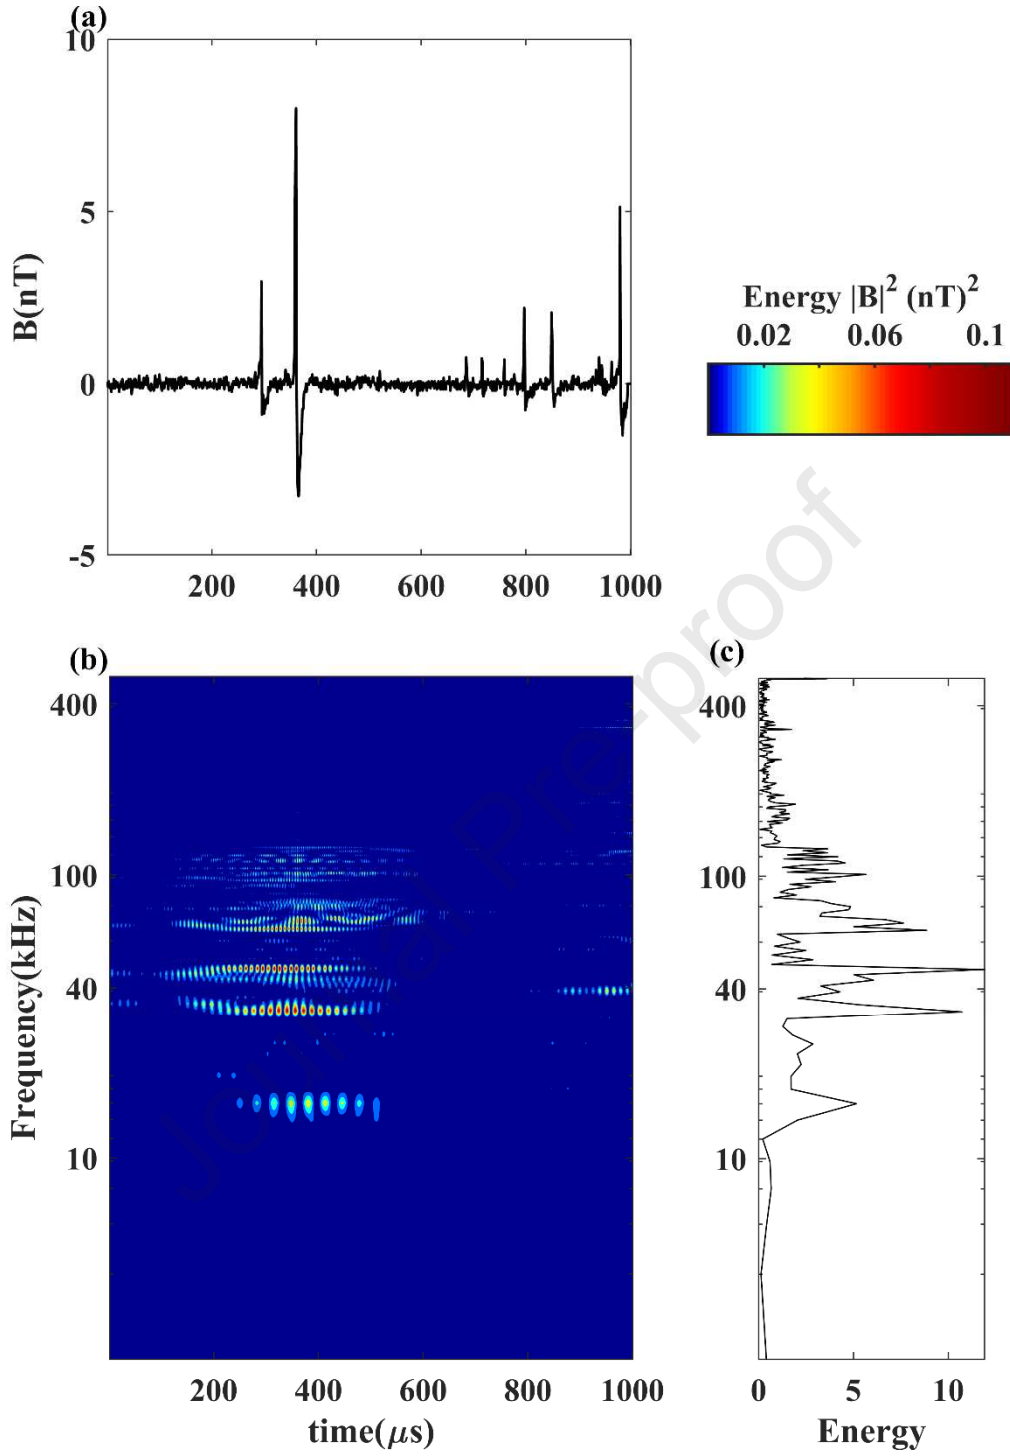 (a)
10
5
0
-5
B(nT)
200 400 600 800 1000
Energy |B|² (nT)²
0.02 0.06 0.1
(b)
400
100
40
10
Frequency(kHz)
200 400 600 800 1000
time(μs)
(c)
400
100
40
10
0 5 10
Energy
Journal Pre-proof